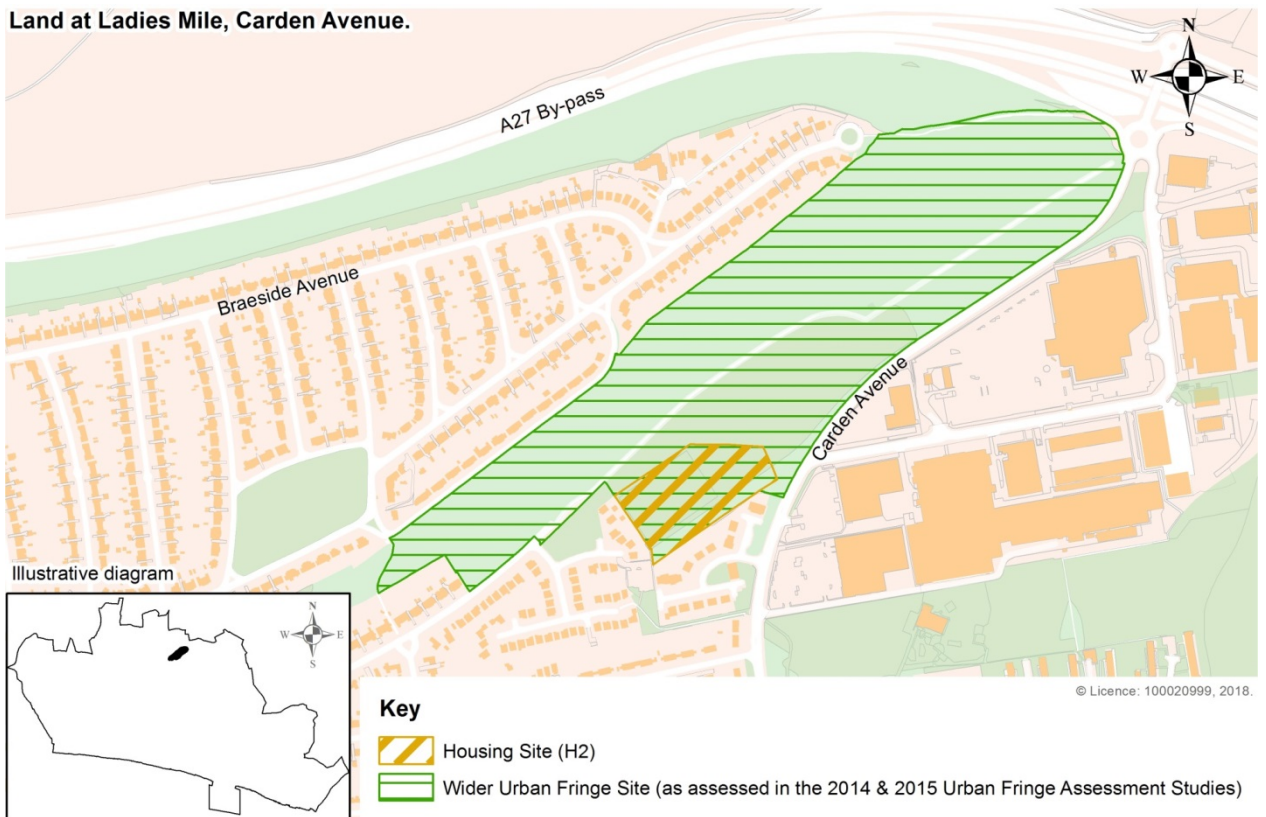 Land at Ladies Mile, Carden Avenue.
N
W E
S
A27 By-pass
Braeside Avenue
Carden Avenue
Illustrative diagram
N
W E
S
© Licence: 100020999, 2018.
Key
Housing Site (H2)
Wider Urban Fringe Site (as assessed in the 2014 & 2015 Urban Fringe Assessment Studies)